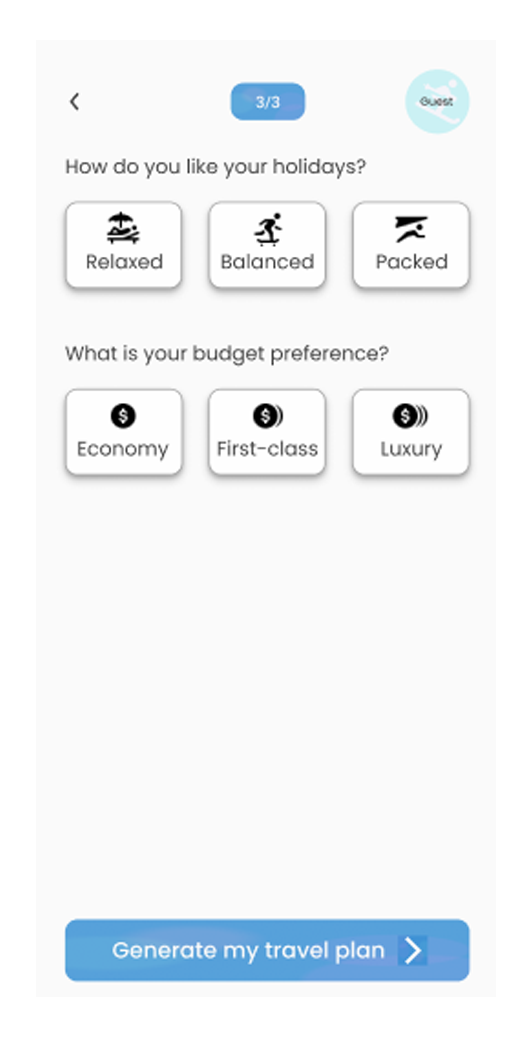 3/3
Guest
How do you like your holidays?
Relaxed
Balanced
Packed
What is your budget preference?
$
$
$
Economy
First-class
Luxury
Generate my travel plan